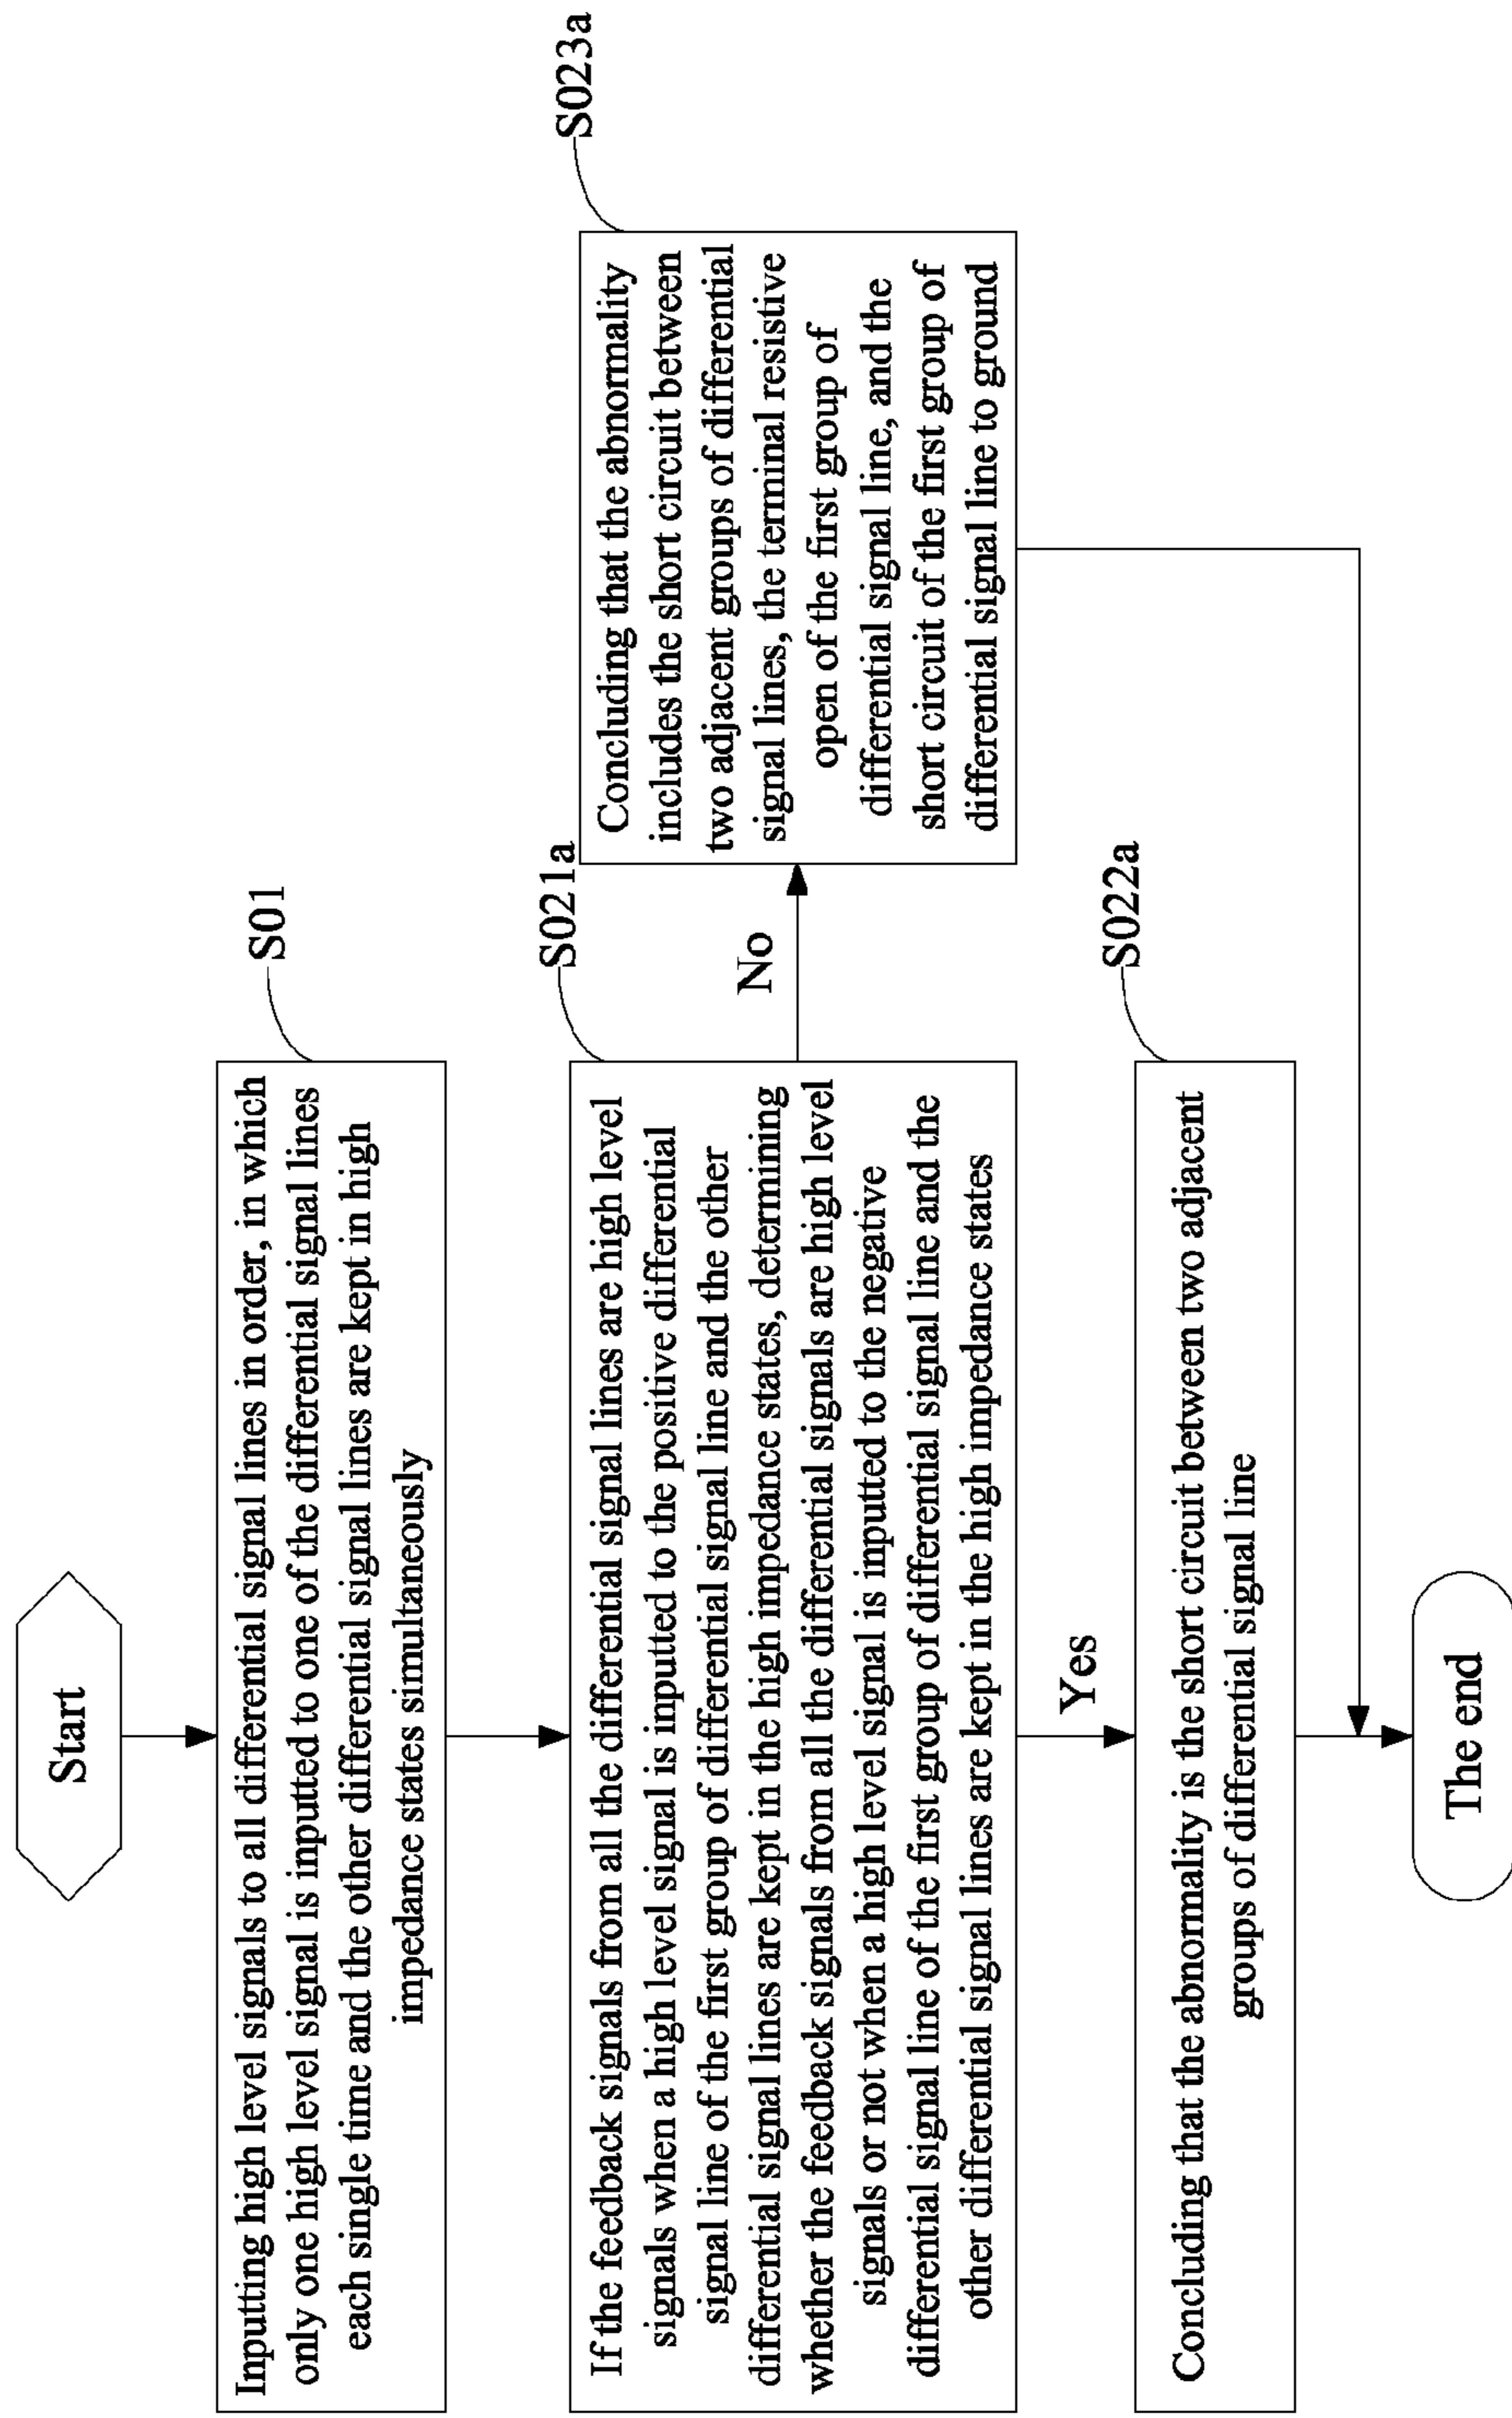 Start
S01
Inputting high level signals to all differential signal lines in order, in which
only one high level signal is inputted to one of the differential signal lines
each single time and the other differential signal lines are kept in high
impedance states simultaneously
S021a
If the feedback signals from all the differential signal lines are high level
signals when a high level signal is inputted to the positive differential
signal line of the first group of differential signal line and the other
differential signal lines are kept in the high impedance states, determining
whether the feedback signals from all the differential signals are high level
signals or not when a high level signal is inputted to the negative
differential signal line of the first group of differential signal line and the
other differential signal lines are kept in the high impedance states
No
S023a
Concluding that the abnormality
includes the short circuit between
two adjacent groups of differential
signal lines, the terminal resistive
open of the first group of
differential signal line, and the
short circuit of the first group of
differential signal line to ground
Yes
S022a
Concluding that the abnormality is the short circuit between two adjacent
groups of differential signal line
The end